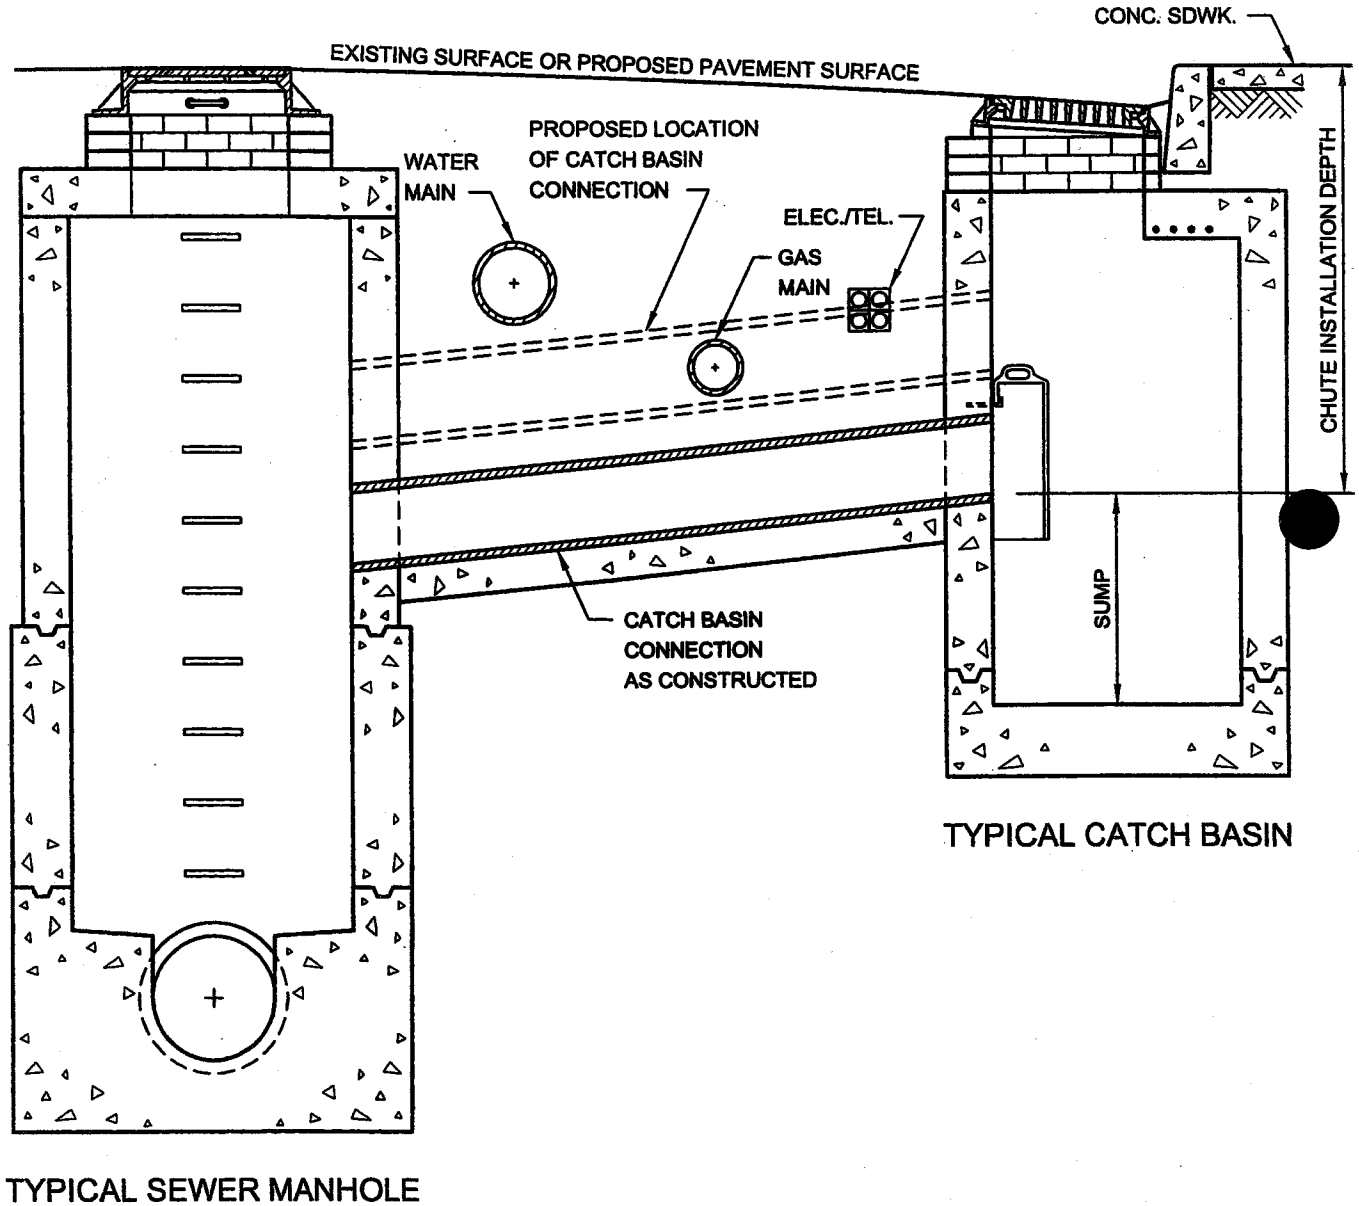 CONC. SDWK.
EXISTING SURFACE OR PROPOSED PAVEMENT SURFACE
PROPOSED LOCATION
OF CATCH BASIN
CONNECTION
WATER
MAIN
ELEC./TEL.
GAS
MAIN
CHUTE INSTALLATION DEPTH
SUMP
CATCH BASIN
CONNECTION
AS CONSTRUCTED
TYPICAL CATCH BASIN
TYPICAL SEWER MANHOLE